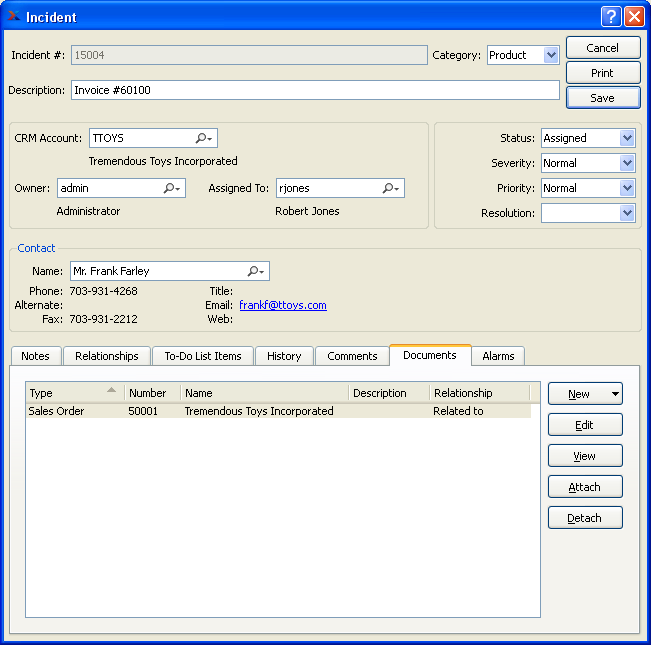 Incident
Incident #: 15004 Category: Product Cancel
Print
Description: Invoice #60100 Save
CRM Account: TTOYS Status: Assigned
Tremendous Toys Incorporated Severity: Normal
Owner: admin Assigned To: rjones Priority: Normal
Administrator Robert Jones Resolution:
Contact
Name: Mr. Frank Farley
Phone: 703-931-4268 Title:
Alternate: Email: frankf@ttoys.com
Fax: 703-931-2212 Web:
Notes Relationships To-Do List Items History Comments Documents Alarms
Type Number Name Description Relationship New
Sales Order 50001 Tremendous Toys Incorporated Related to
Edit
View
Attach
Detach